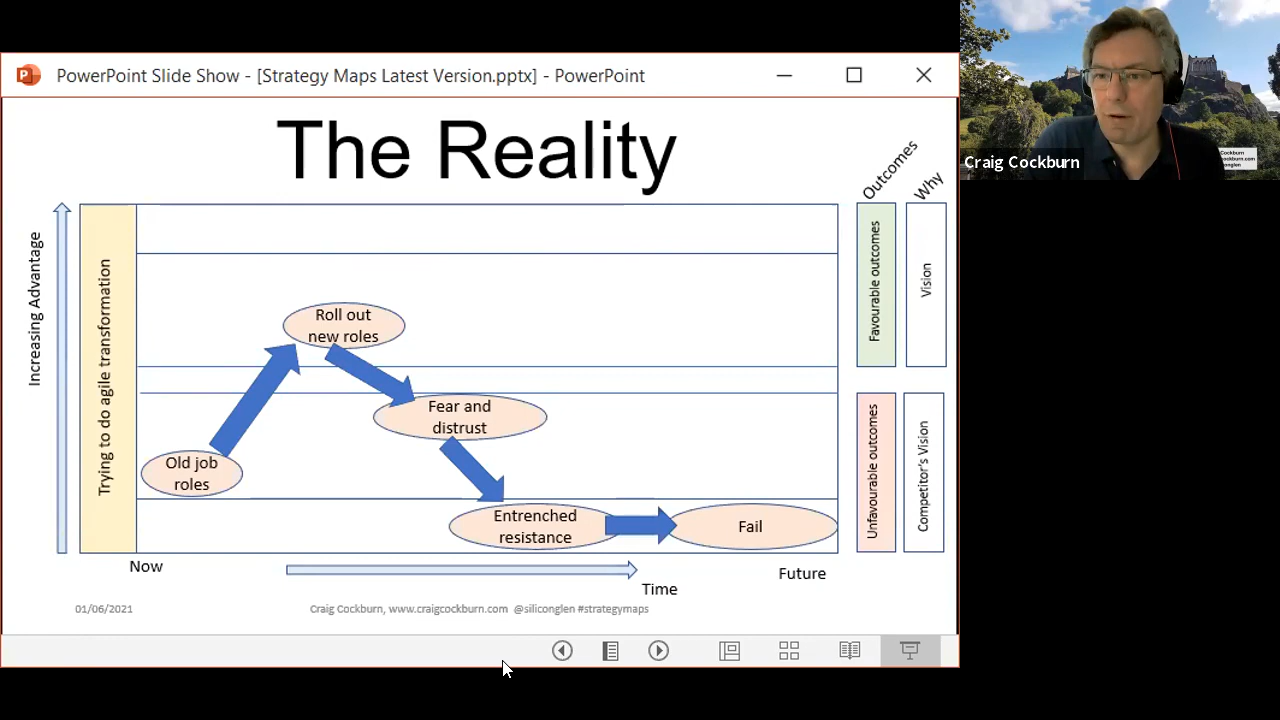 PowerPoint Slide Show - [Strategy Maps Latest Version.pptx] - PowerPoint
The Reality
Outcomes
Why
Craig Cockburn
Cockburn
Increasing Advantage
Trying to do agile transformation
Roll out
new roles
Fear and
distrust
Old job
roles
Entrenched
resistance
Fail
Favourable outcomes
Vision
Unfavourable outcomes
Competitor's Vision
Now
Time
Future
01/06/2021
Craig Cockburn, www.craigcockburn.com @siliconglen #strategymaps